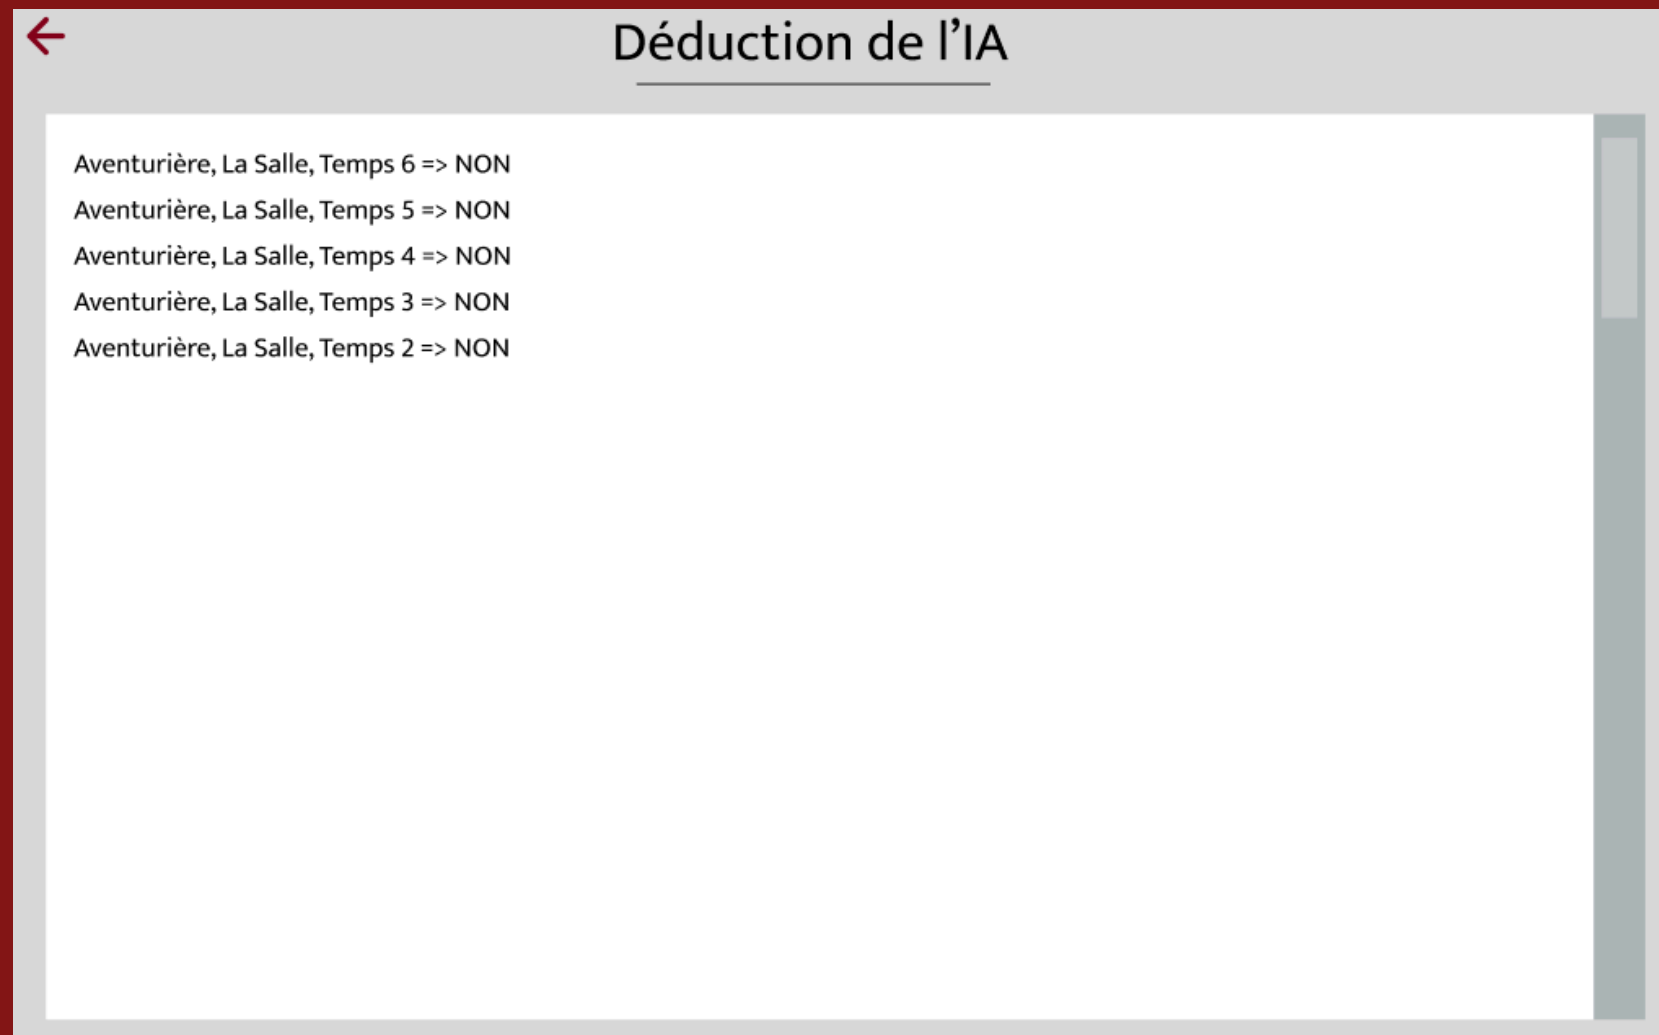 Déduction de l’IA
Aventurière, La Salle, Temps 6 => NON
Aventurière, La Salle, Temps 5 => NON
Aventurière, La Salle, Temps 4 => NON
Aventurière, La Salle, Temps 3 => NON
Aventurière, La Salle, Temps 2 => NON